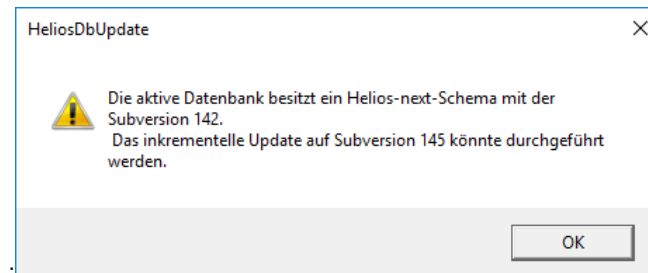 HeliosDbUpdate
Die aktive Datenbank besitzt ein Helios-next-Schema mit der
Subversion 142.
Das inkrementelle Update auf Subversion 145 könnte durchgeführt
werden.
OK
.